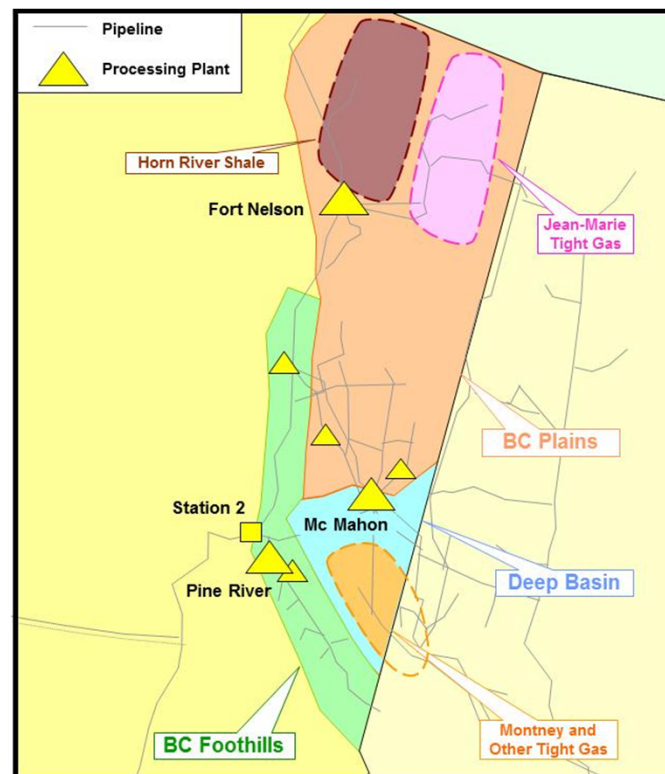 Pipeline
Processing Plant
Horn River Shale
Fort Nelson
Jean-Marie
Tight Gas
BC Plains
Station 2
Mc Mahon
Deep Basin
Pine River
BC Foothills
Montney and
Other Tight Gas